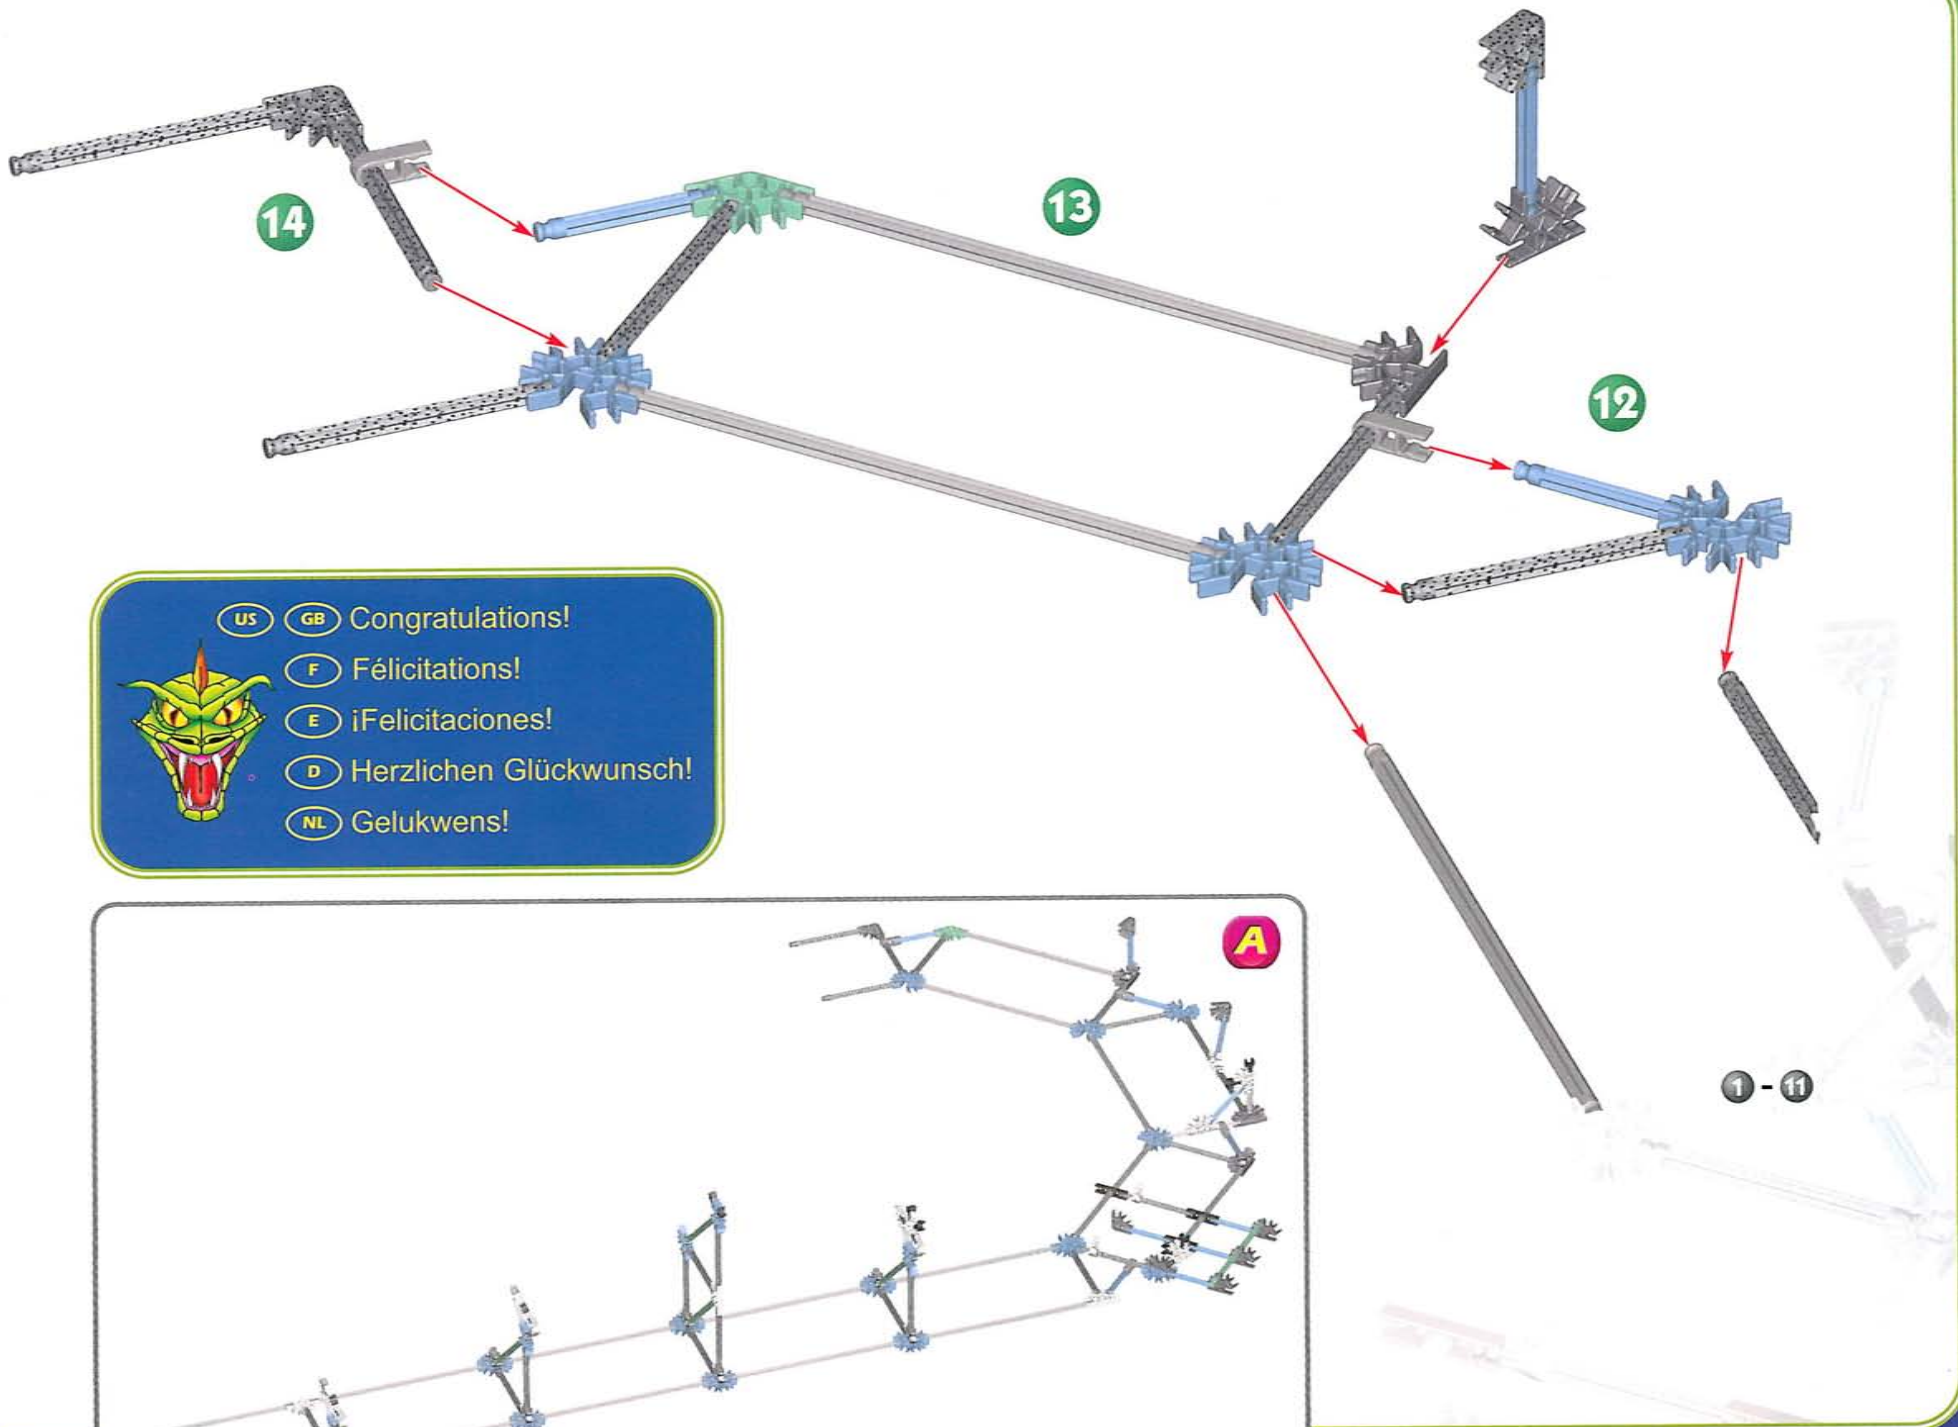 14
13
12
US GB Congratulations!
F Félicitations!
E ¡Felicitaciones!
D Herzlichen Glückwunsch!
NL Gelukwens!
A
1 - 11